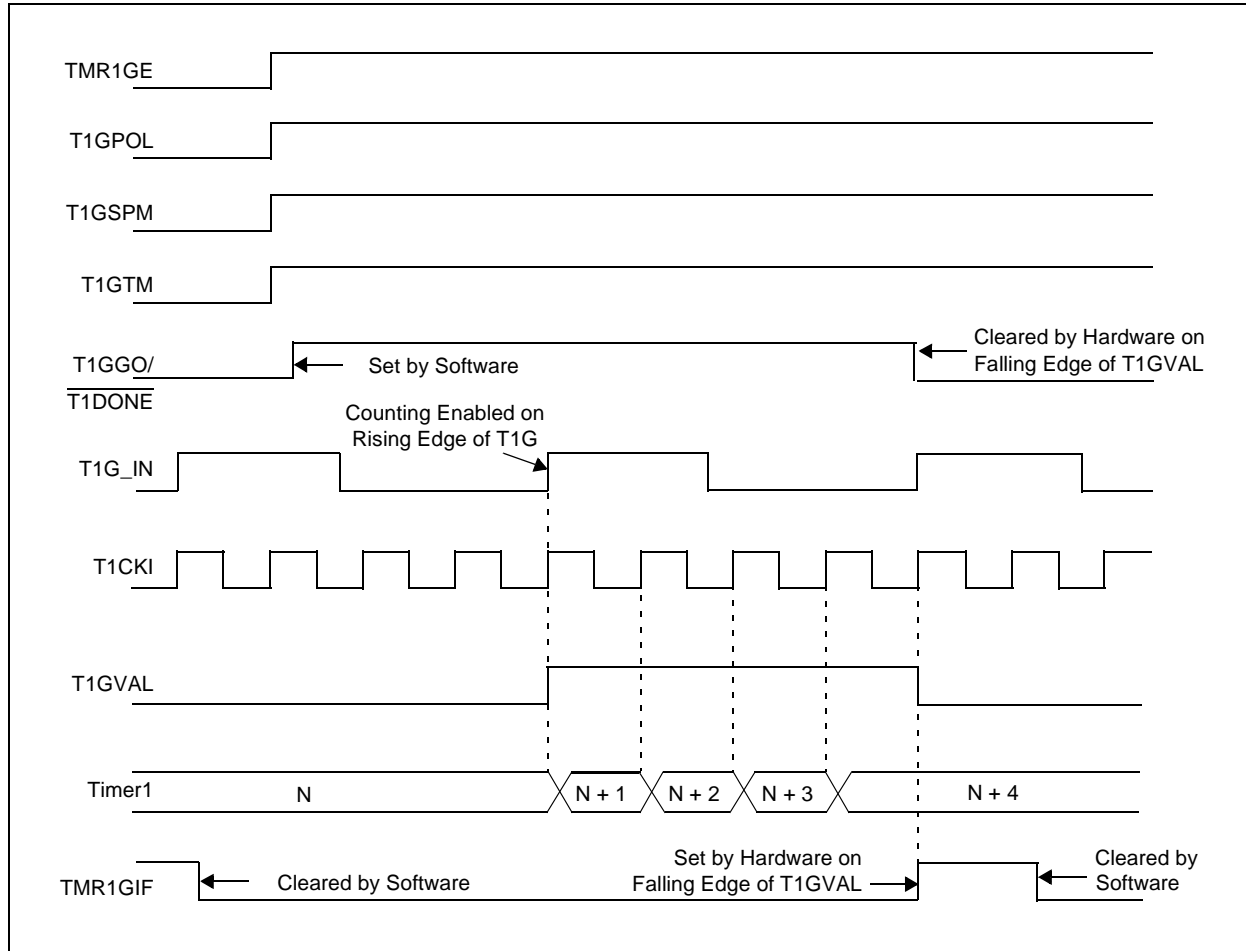 TMR1GE
T1GPOL
T1GSPM
T1GTM
T1GGO/
T1DONE
Set by Software
Cleared by Hardware on
Falling Edge of T1GVAL
Counting Enabled on
Rising Edge of T1G
T1G_IN
T1CKI
T1GVAL
Timer1
N
N + 1
N + 2
N + 3
N + 4
TMR1GIF
Cleared by Software
Set by Hardware on
Falling Edge of T1GVAL
Cleared by
Software